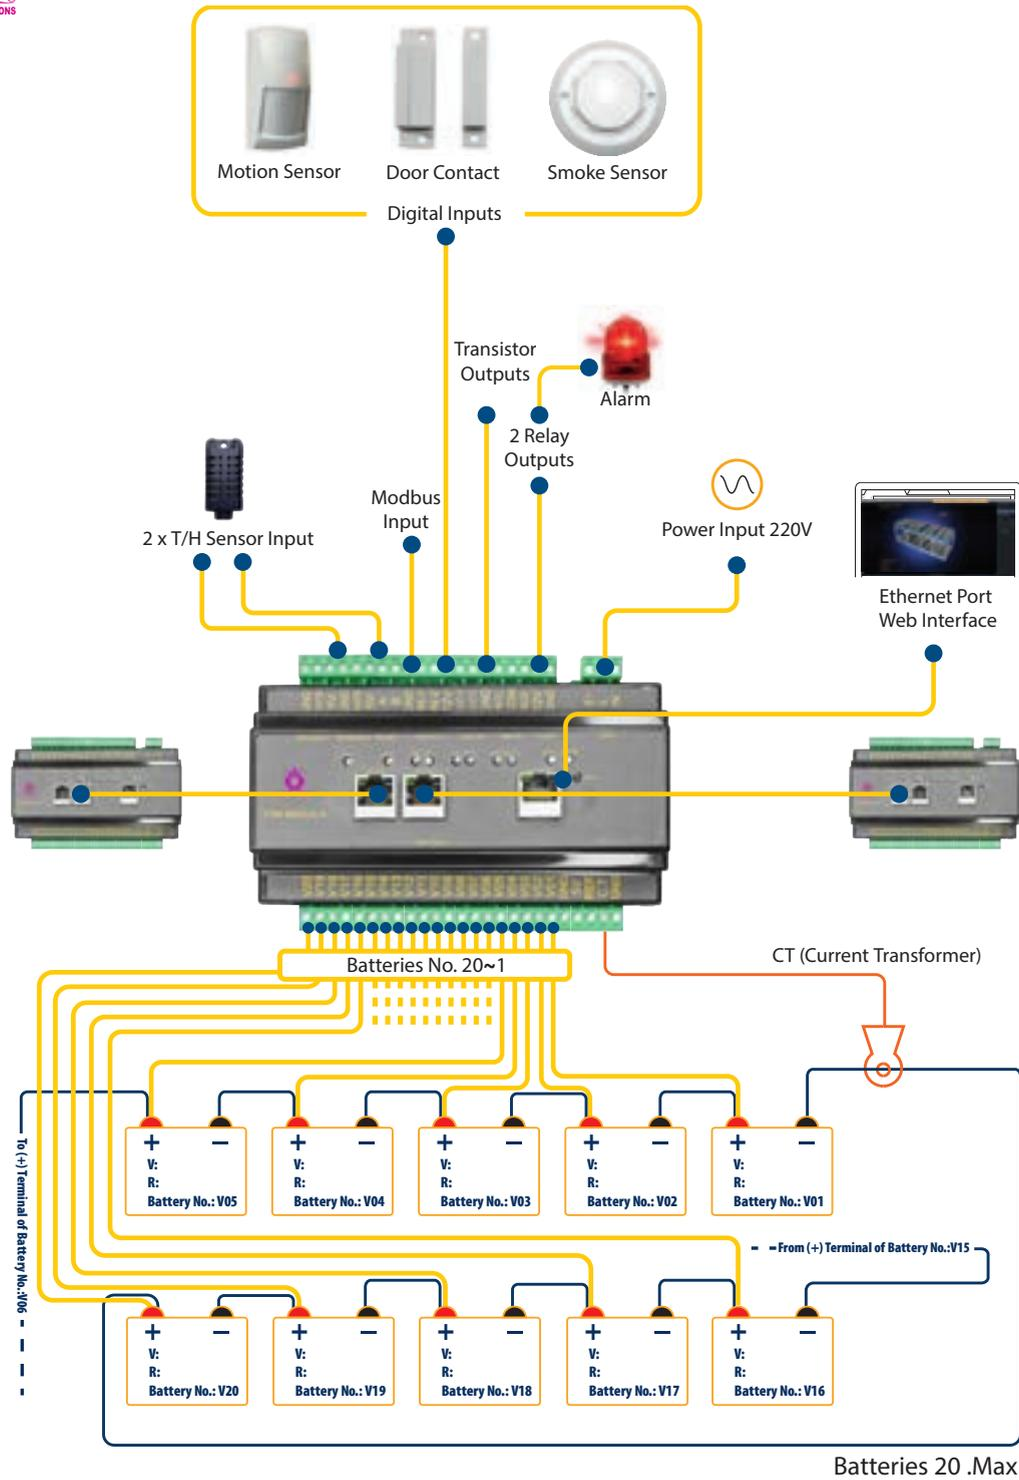 IONS
Motion Sensor
Door Contact
Smoke Sensor
Digital Inputs
Transistor
Outputs
Alarm
2 Relay
Outputs
Modbus
Input
2 x T/H Sensor Input
Power Input 220V
Ethernet Port
Web Interface
Batteries No. 20~1
CT (Current Transformer)
+ −
V:
R:
Battery No.: V05
+ −
V:
R:
Battery No.: V04
+ −
V:
R:
Battery No.: V03
+ −
V:
R:
Battery No.: V02
+ −
V:
R:
Battery No.: V01
To (+) Terminal of Battery No.:V06
From (+) Terminal of Battery No.:V15
+ −
V:
R:
Battery No.: V20
+ −
V:
R:
Battery No.: V19
+ −
V:
R:
Battery No.: V18
+ −
V:
R:
Battery No.: V17
+ −
V:
R:
Battery No.: V16
Batteries 20 .Max